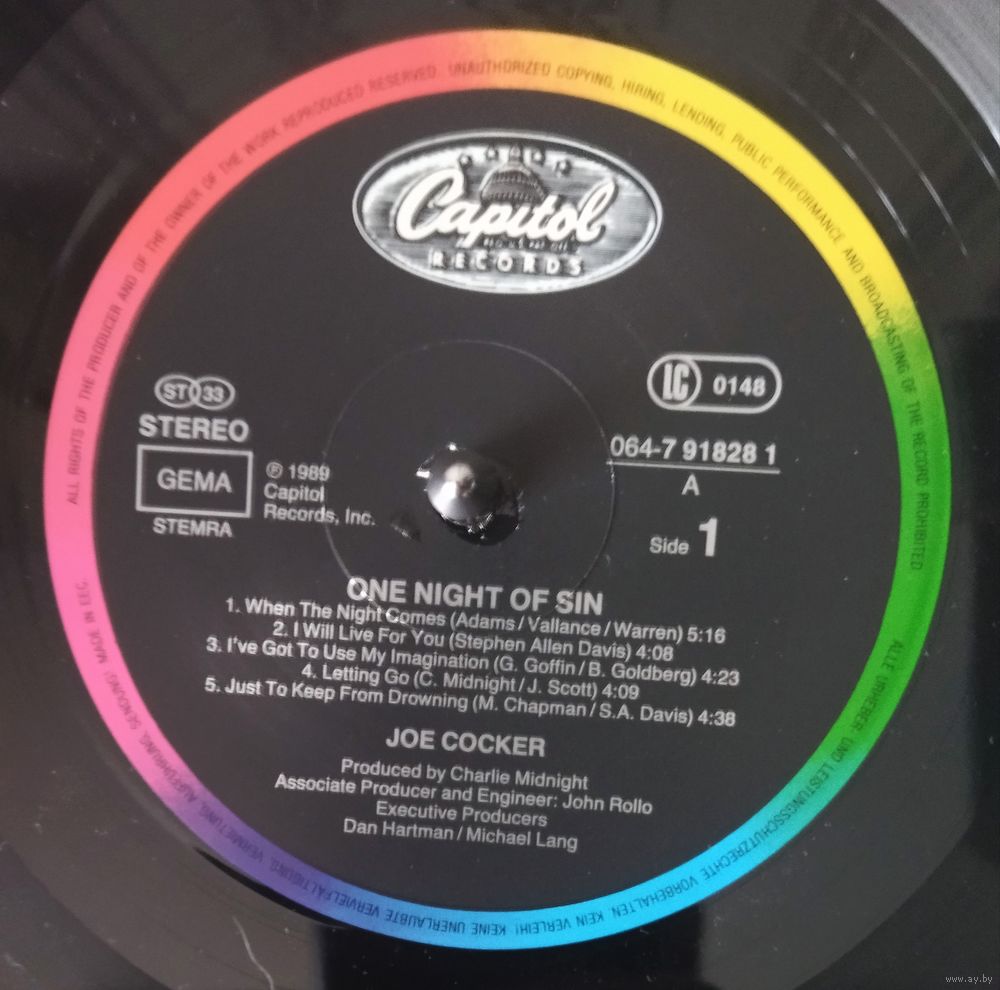 ALL RIGHTS OF THE PRODUCER AND OF THE OWNER OF THE WORK REPRODUCED RESERVED. UNAUTHORIZED COPYING, HIRING, LENDING, PUBLIC PERFORMANCE AND BROADCASTING OF THE RECORD PROHIBITED
Capitol
RECORDS
ST 33
STEREO
GEMA
STEMRA
℗ 1989
Capitol
Records, Inc.
LC 0148
064-7 91828 1
A
Side 1
ONE NIGHT OF SIN
1. When The Night Comes (Adams/Vallance/Warren) 5:16
2. I Will Live For You (Stephen Allen Davis) 4:08
3. I've Got To Use My Imagination (G. Goffin/B. Goldberg) 4:23
4. Letting Go (C. Midnight/J. Scott) 4:09
5. Just To Keep From Drowning (M. Chapman/S.A. Davis) 4:38
JOE COCKER
Produced by Charlie Midnight
Associate Producer and Engineer: John Rollo
Executive Producers
Dan Hartman/Michael Lang
ALLE URHEBER- UND LEISTUNGSSCHUTZRECHTE VORBEHALTEN. KEIN VERLEIH! KEINE UNERLAUBTE VERVIELFÄLTIGUNG, VERMIETUNG, AUFFÜHRUNG, SENDUNG! MADE IN EEC.
www.ay.by